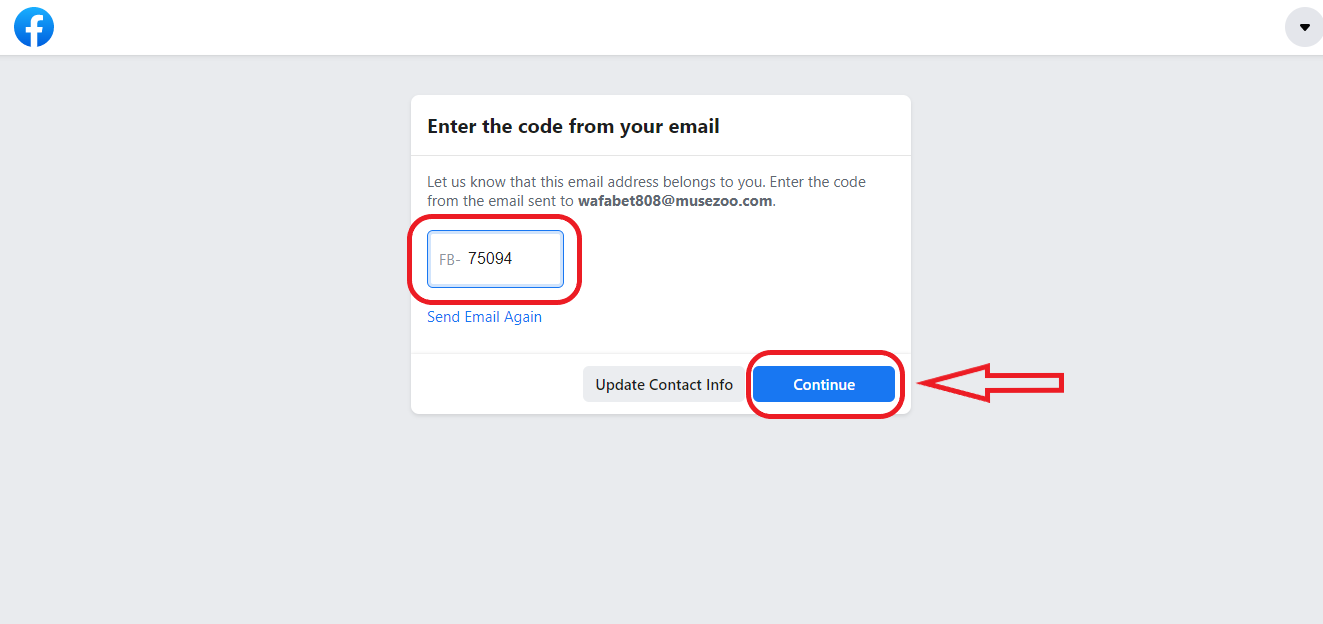 Enter the code from your email
Let us know that this email address belongs to you. Enter the code
from the email sent to wafabet808@musezoo.com.
FB- 75094
Send Email Again
Update Contact Info
Continue